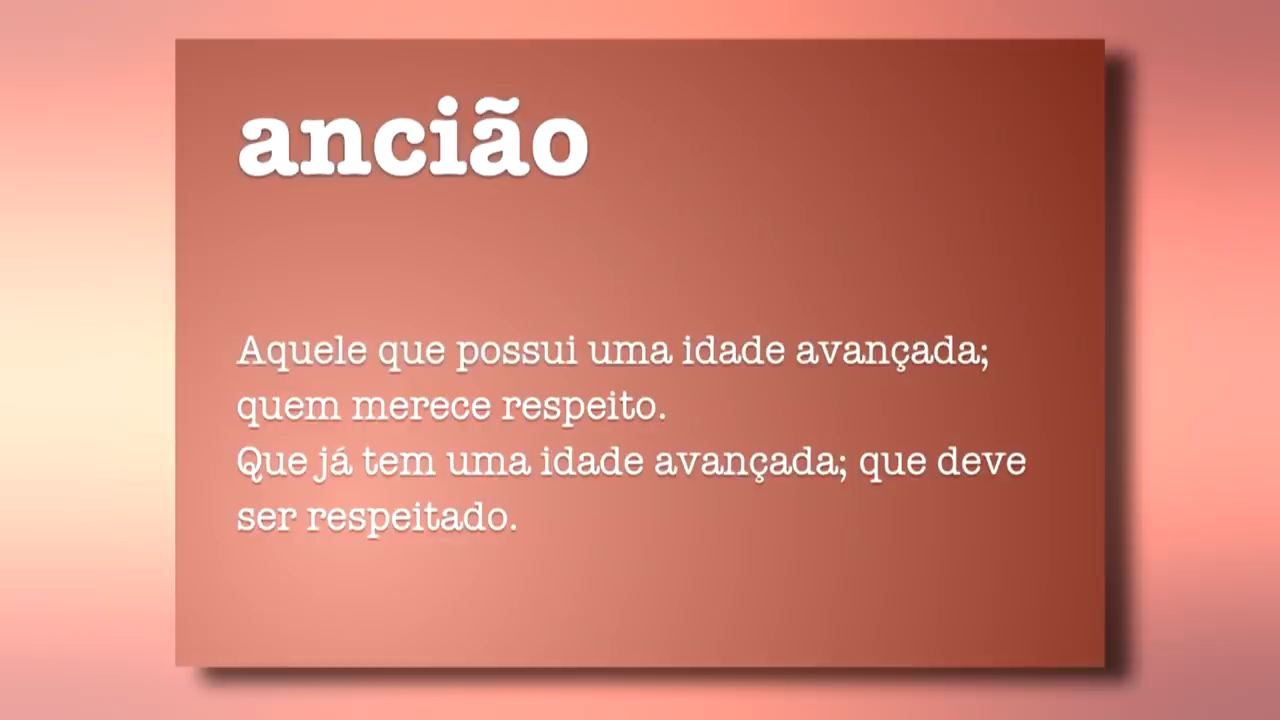 ancião
Aquele que possui uma idade avançada;
quem merece respeito.
Que já tem uma idade avançada; que deve
ser respeitado.